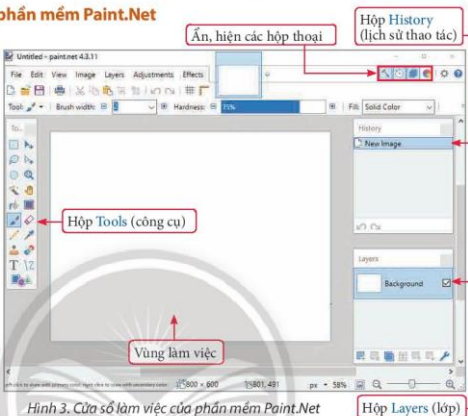 phần mềm Paint.Net
Ẩn, hiện các hộp thoại
Hộp History
(lịch sử thao tác)
Untitled - paint.net 4.3.11
File Edit View Image Layers Adjustments Effects
Tool: Brush width: Hardness: 75% Fill: Solid Color
To...
History
New Image
Hộp Tools (công cụ)
Layers
Background
Vùng làm việc
800 × 600
px
58%
Hình 3. Cửa sổ làm việc của phần mềm Paint.Net
Hộp Layers (lớp)